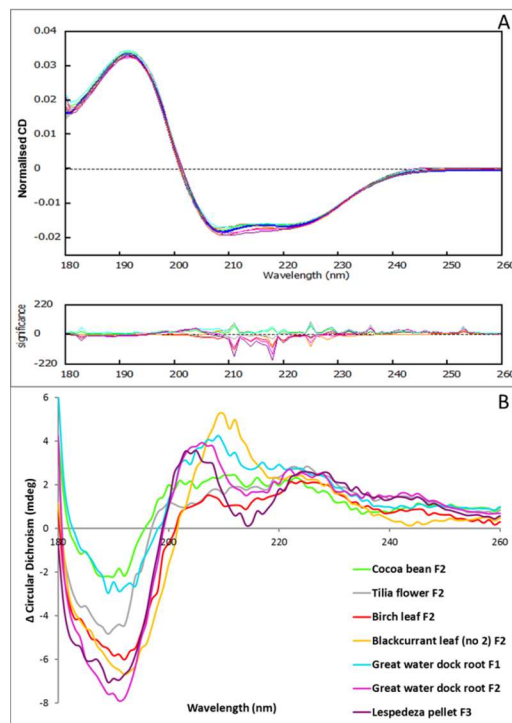 A
Normalised CD
0.04
0.03
0.02
0.01
0
-0.01
-0.02
180 190 200 210 220 230 240 250 260
Wavelength (nm)
significance
220
0
-220
180 190 200 210 220 230 240 250 260
B
Δ Circular Dichroism (mdeg)
6
4
2
0
-2
-4
-6
-8
180 200 220 240 260
Wavelength (nm)
Cocoa bean F2
Tilia flower F2
Birch leaf F2
Blackcurrant leaf (no 2) F2
Great water dock root F1
Great water dock root F2
Lespedeza pellet F3